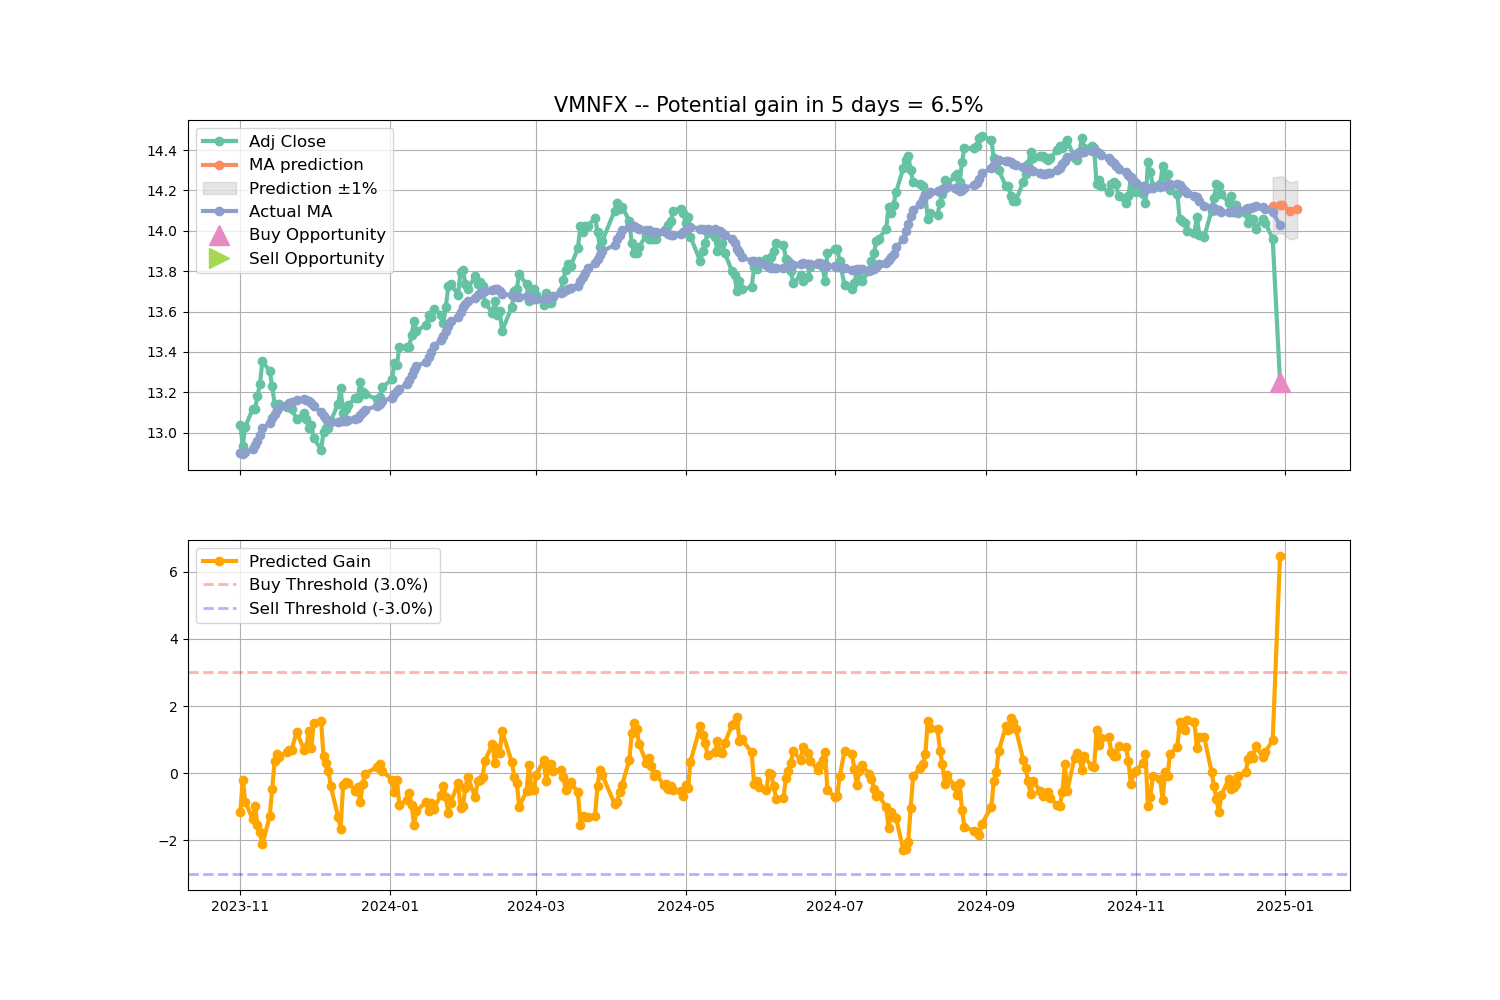 VMNFX -- Potential gain in 5 days = 6.5%
Adj Close
MA prediction
Prediction ±1%
Actual MA
Buy Opportunity
Sell Opportunity
14.4
14.2
14.0
13.8
13.6
13.4
13.2
13.0
Predicted Gain
Buy Threshold (3.0%)
Sell Threshold (-3.0%)
6
4
2
0
−2
2023-11
2024-01
2024-03
2024-05
2024-07
2024-09
2024-11
2025-01